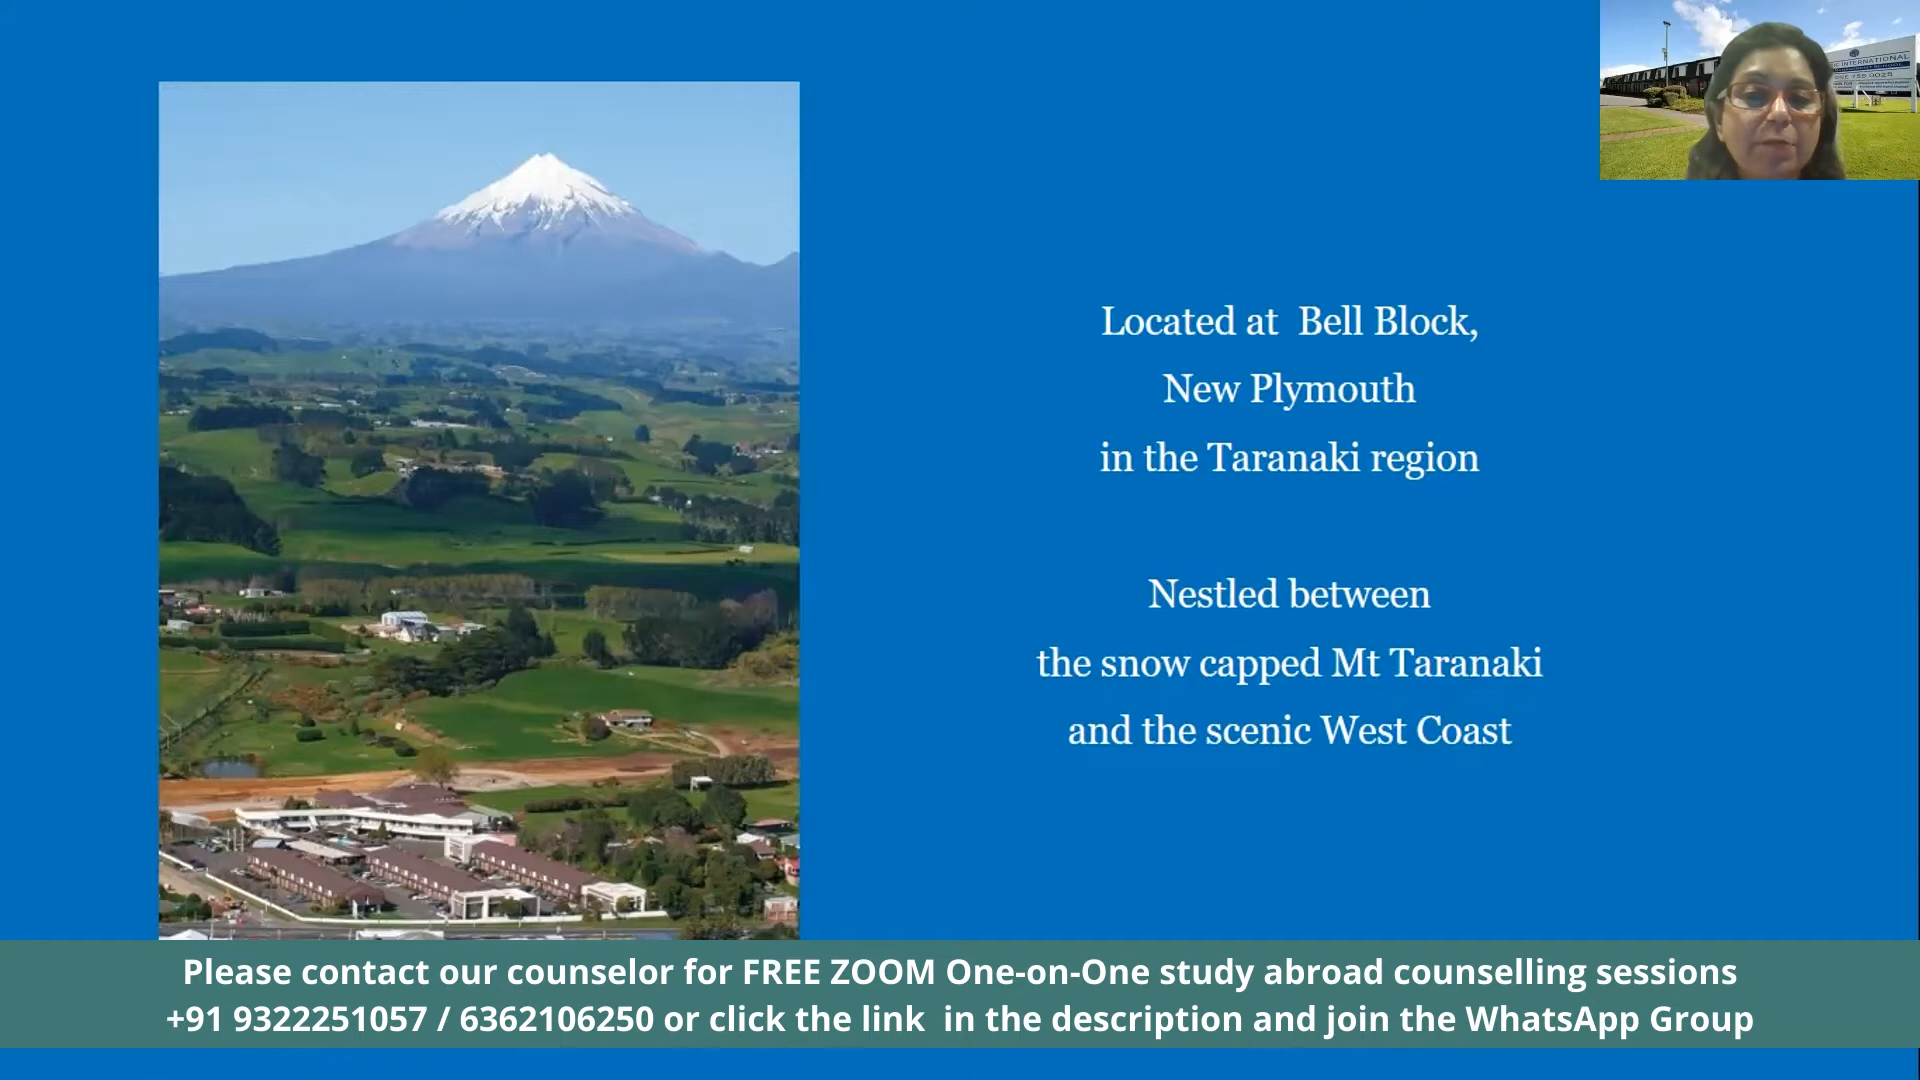 K INTERNATIONAL
Located at  Bell Block,
New Plymouth
in the Taranaki region
Nestled between
the snow capped Mt Taranaki
and the scenic West Coast
Please contact our counselor for FREE ZOOM One-on-One study abroad counselling sessions
+91 9322251057 / 6362106250 or click the link  in the description and join the WhatsApp Group